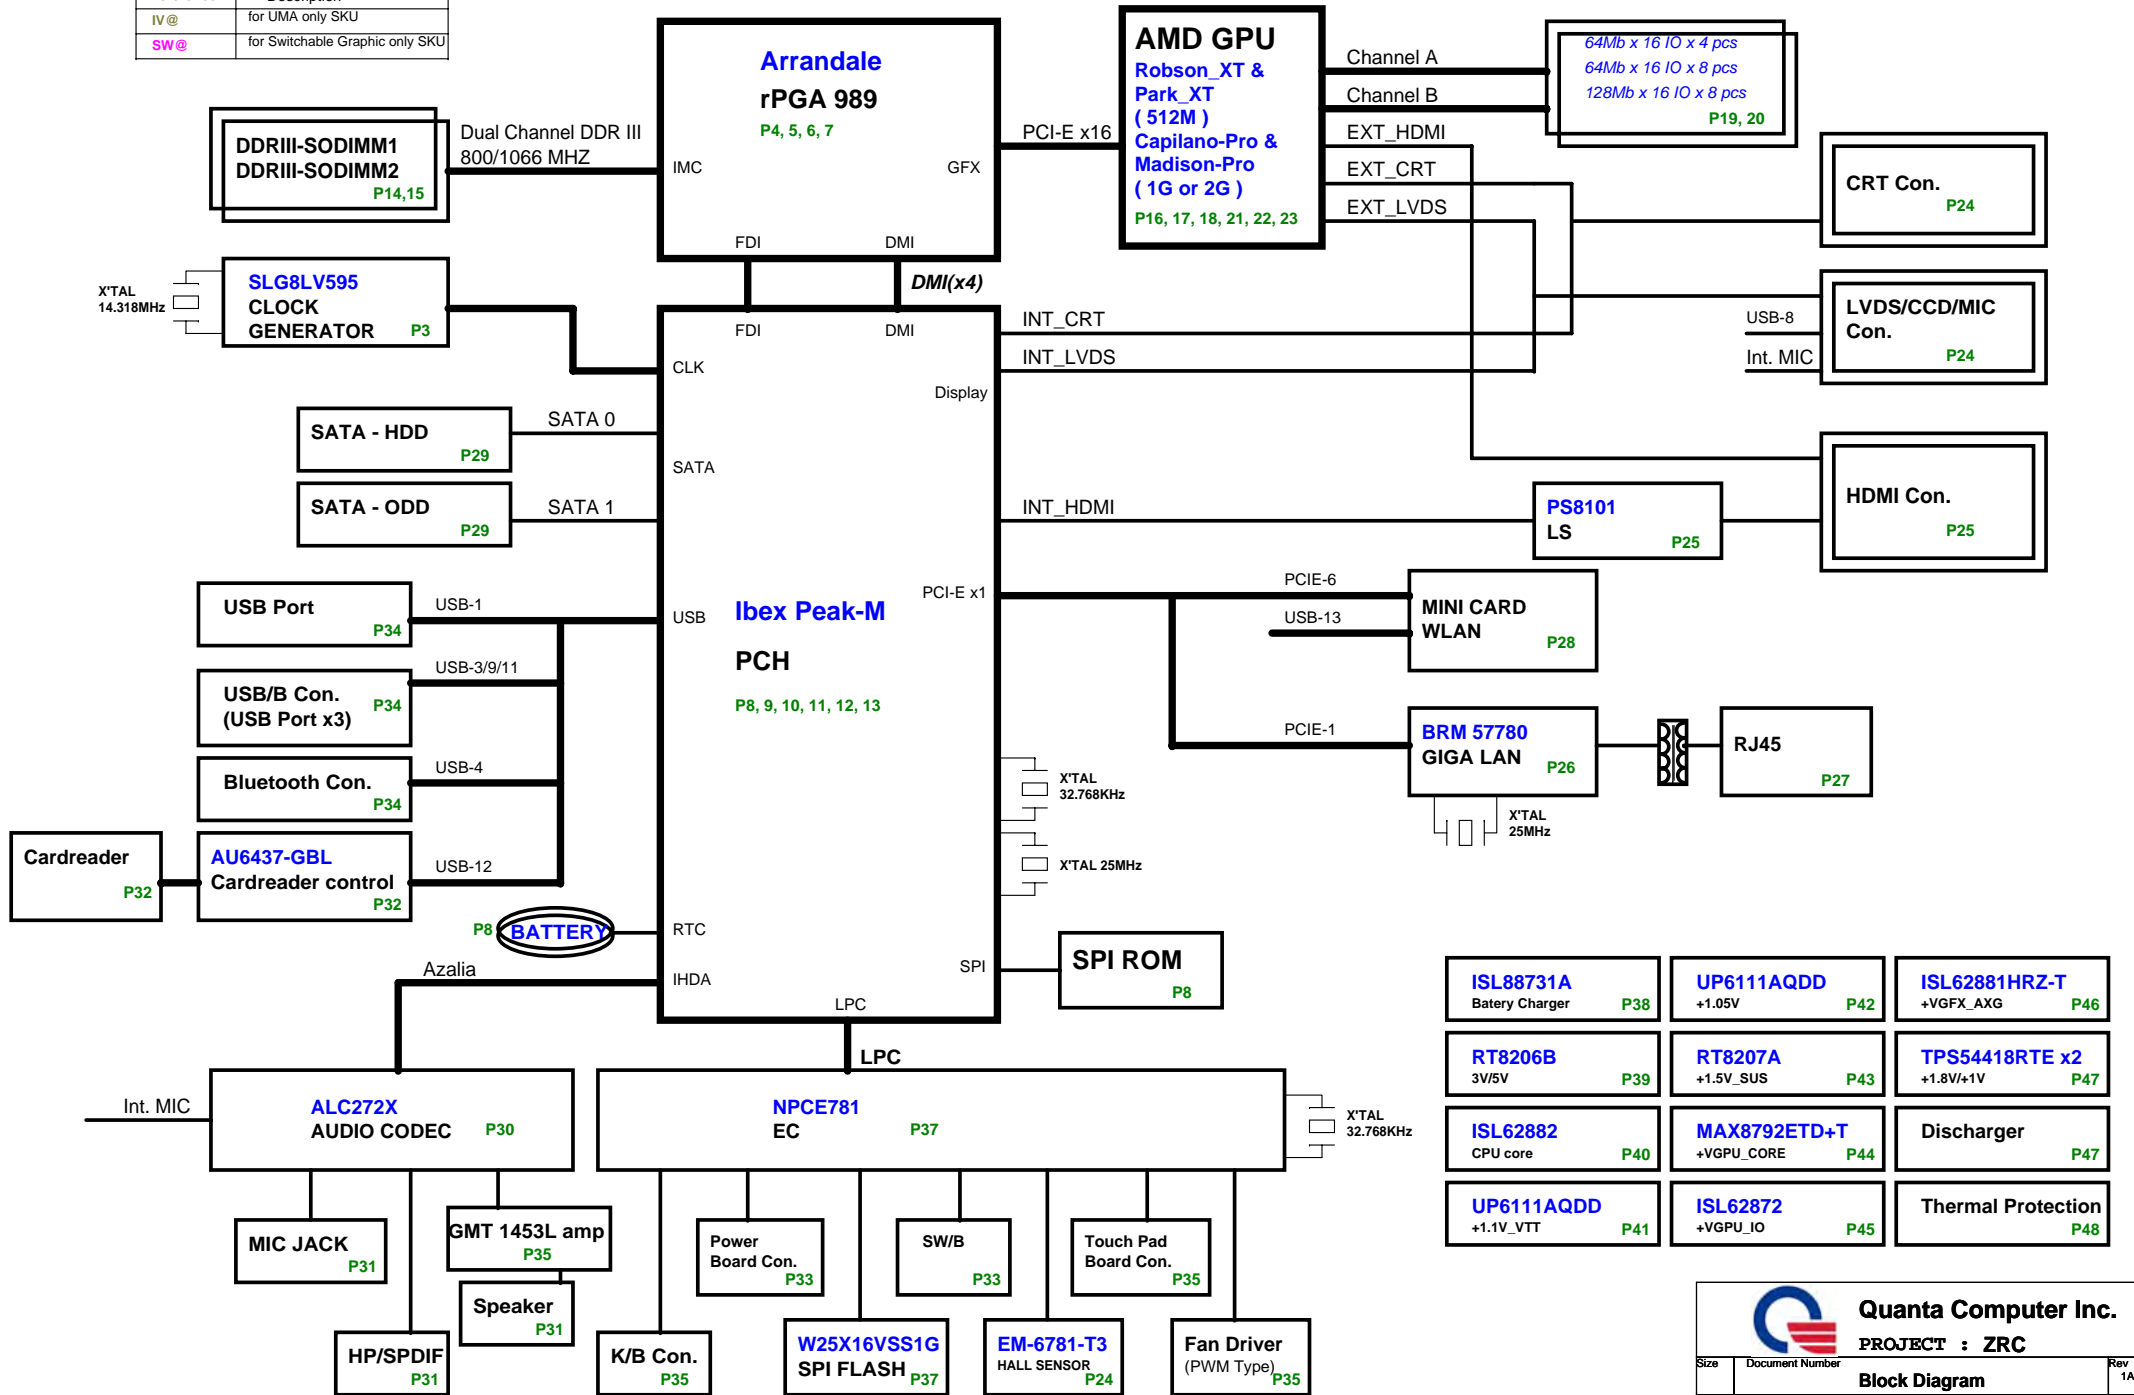 IV@ for UMA only SKU
SW@ for Switchable Graphic only SKU
Arrandale
rPGA 989
P4, 5, 6, 7
IMC
GFX
FDI
DMI
DDRIII-SODIMM1
DDRIII-SODIMM2
P14,15
Dual Channel DDR III
800/1066 MHZ
PCI-E x16
AMD GPU
Robson_XT &
Park_XT
( 512M )
Capilano-Pro &
Madison-Pro
( 1G or 2G )
P16, 17, 18, 21, 22, 23
Channel A
Channel B
EXT_HDMI
EXT_CRT
EXT_LVDS
64Mb x 16 IO x 4 pcs
64Mb x 16 IO x 8 pcs
128Mb x 16 IO x 8 pcs
P19, 20
CRT Con.
P24
USB-8
Int. MIC
LVDS/CCD/MIC
Con.
P24
HDMI Con.
P25
X'TAL
14.318MHz
SLG8LV595
CLOCK
GENERATOR
P3
DMI(x4)
FDI
DMI
CLK
Display
SATA
USB
PCI-E x1
Ibex Peak-M
PCH
P8, 9, 10, 11, 12, 13
RTC
IHDA
SPI
LPC
INT_CRT
INT_LVDS
INT_HDMI
PS8101
LS
P25
SATA - HDD
P29
SATA 0
SATA - ODD
P29
SATA 1
USB Port
P34
USB-1
USB/B Con.
(USB Port x3)
P34
USB-3/9/11
Bluetooth Con.
P34
USB-4
Cardreader
P32
AU6437-GBL
Cardreader control
P32
USB-12
P8
BATTERY
Azalia
PCIE-6
USB-13
MINI CARD
WLAN
P28
PCIE-1
BRM 57780
GIGA LAN
P26
RJ45
P27
X'TAL
25MHz
X'TAL
32.768KHz
X'TAL 25MHz
SPI ROM
P8
LPC
Int. MIC
ALC272X
AUDIO CODEC
P30
NPCE781
EC
P37
X'TAL
32.768KHz
MIC JACK
P31
GMT 1453L amp
P35
Speaker
P31
HP/SPDIF
P31
K/B Con.
P35
Power
Board Con.
P33
W25X16VSS1G
SPI FLASH
P37
SW/B
P33
EM-6781-T3
HALL SENSOR
P24
Touch Pad
Board Con.
P35
Fan Driver
(PWM Type)
P35
ISL88731A
Batery Charger
P38
UP6111AQDD
+1.05V
P42
ISL62881HRZ-T
+VGFX_AXG
P46
RT8206B
3V/5V
P39
RT8207A
+1.5V_SUS
P43
TPS54418RTE x2
+1.8V/+1V
P47
ISL62882
CPU core
P40
MAX8792ETD+T
+VGPU_CORE
P44
Discharger
P47
UP6111AQDD
+1.1V_VTT
P41
ISL62872
+VGPU_IO
P45
Thermal Protection
P48
Quanta Computer Inc.
PROJECT : ZRC
Size
Document Number
Rev
Block Diagram
1A